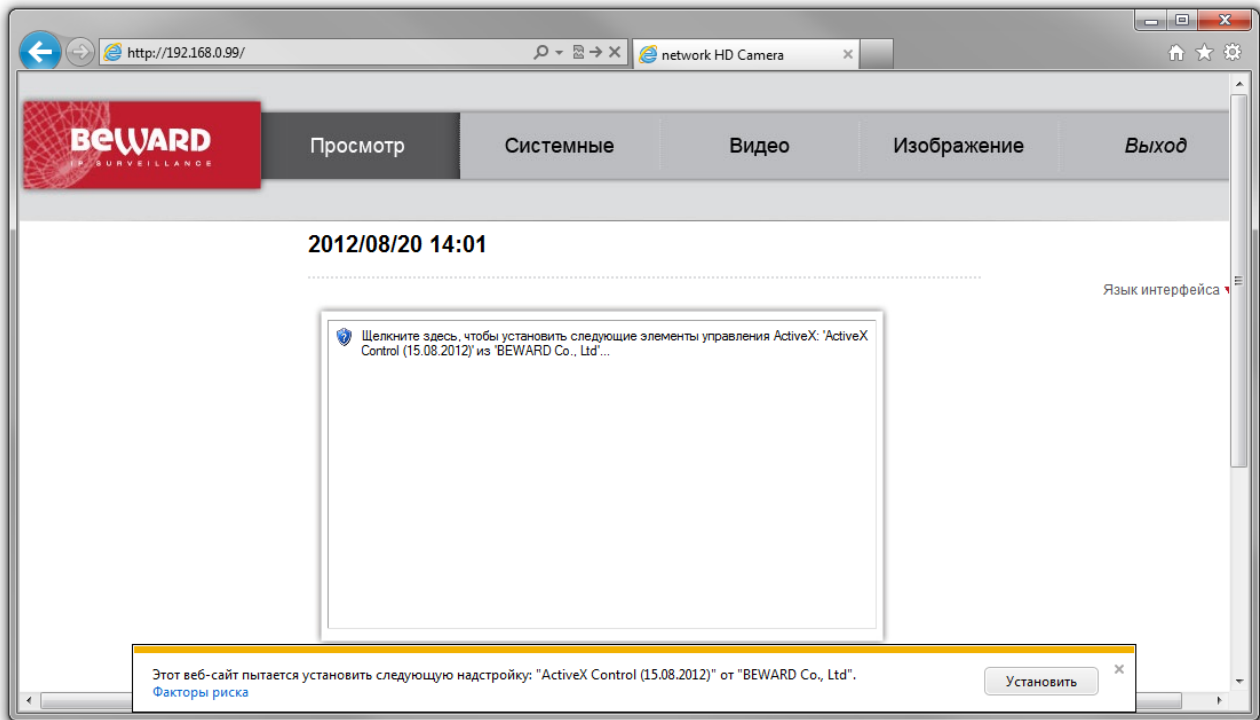 http://192.168.0.99/
network HD Camera
BEWARD
IP SURVEILLANCE
Просмотр
Системные
Видео
Изображение
Выход
2012/08/20 14:01
Язык интерфейса
Щелкните здесь, чтобы установить следующие элементы управления ActiveX: 'ActiveX
Control (15.08.2012)' из 'BEWARD Co., Ltd'...
Этот веб-сайт пытается установить следующую надстройку: "ActiveX Control (15.08.2012)" от "BEWARD Co., Ltd".
Факторы риска
Установить